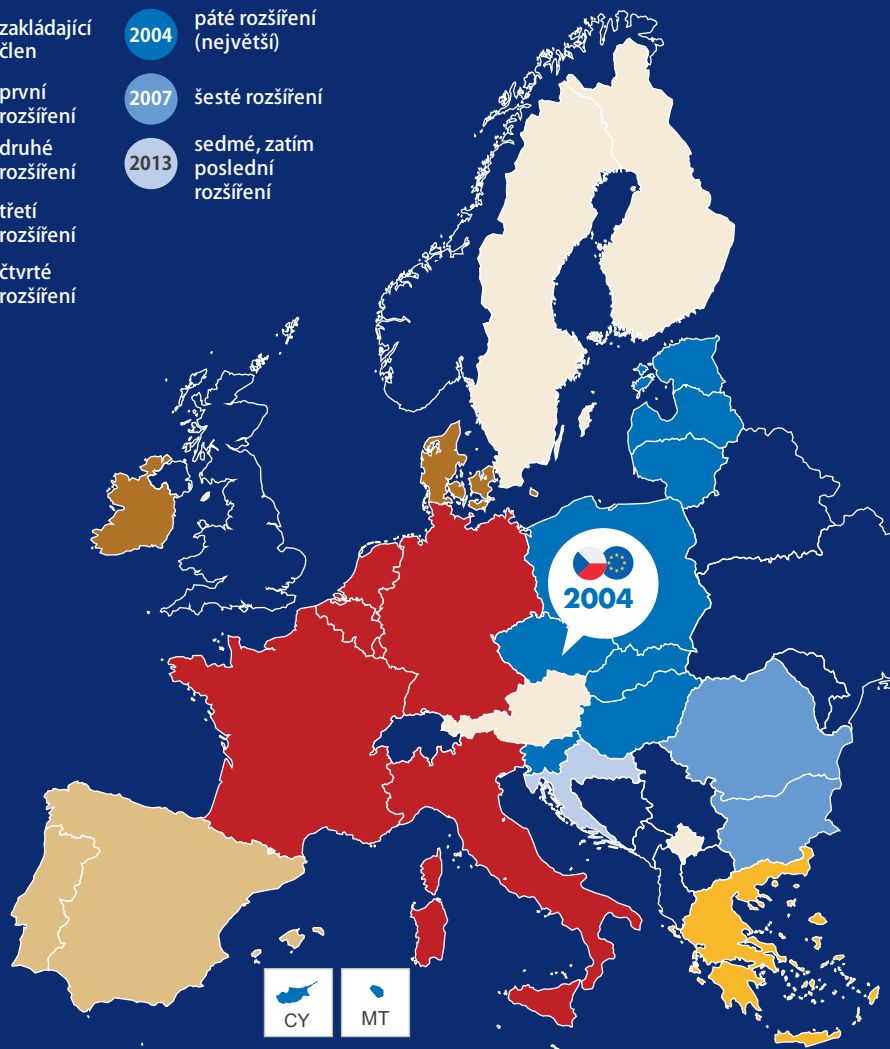 zakládající
člen
první
rozšíření
druhé
rozšíření
třetí
rozšíření
čtvrté
rozšíření
2004
páté rozšíření
(největší)
2007
šesté rozšíření
2013
sedmé, zatím
poslední
rozšíření
2004
CY
MT